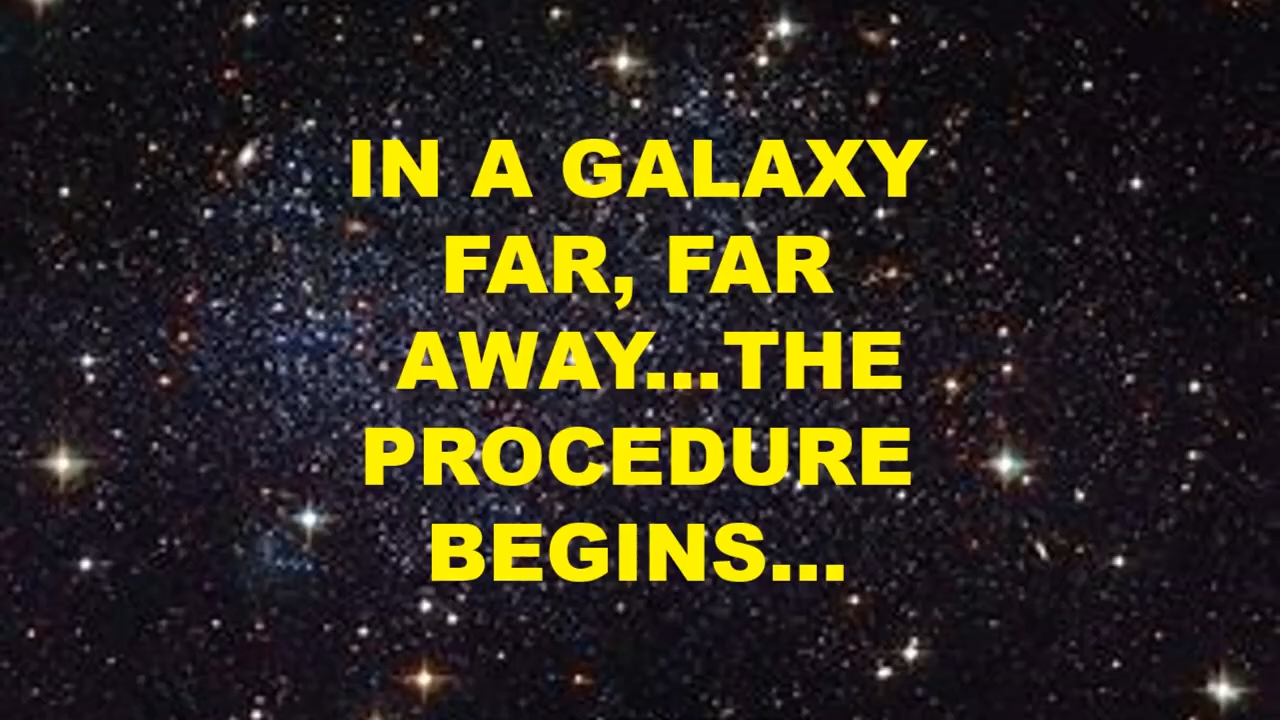 IN A GALAXY
FAR, FAR
AWAY...THE
PROCEDURE
BEGINS...